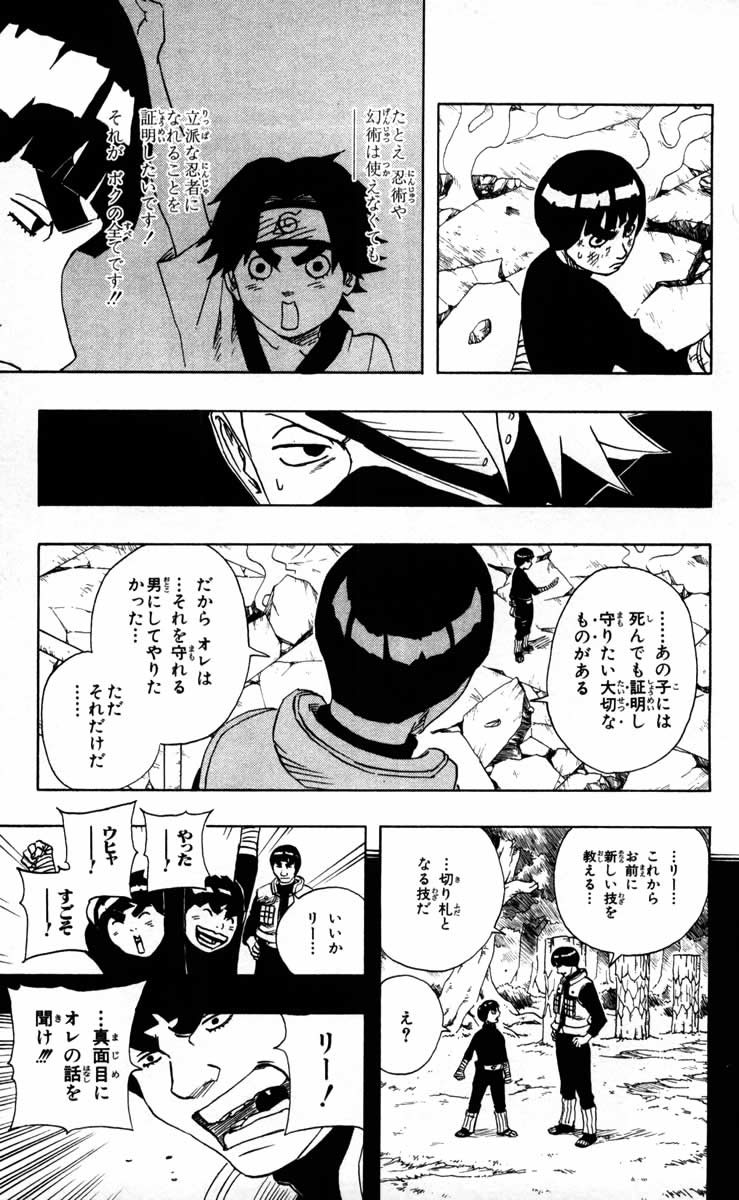 たとえ 忍術や
幻術は使えなくても
――
立派な忍者に
なれることを
証明したいです!
それが ボクの全てです!!
……あの子には
死んでも証明し
守りたい大切な
ものがある
だから オレは
…それを守れる
男にしてやりた
かった…
ただ
それだけだ
…リー…
これから
お前に
新しい技を
教える…
…切り札と
なる技だ
え?
いいか
リー…
やった
ー!
ウヒャ
ー!
すごそ
ー!
リー!
…真面目に
オレの話を
聞け!!!